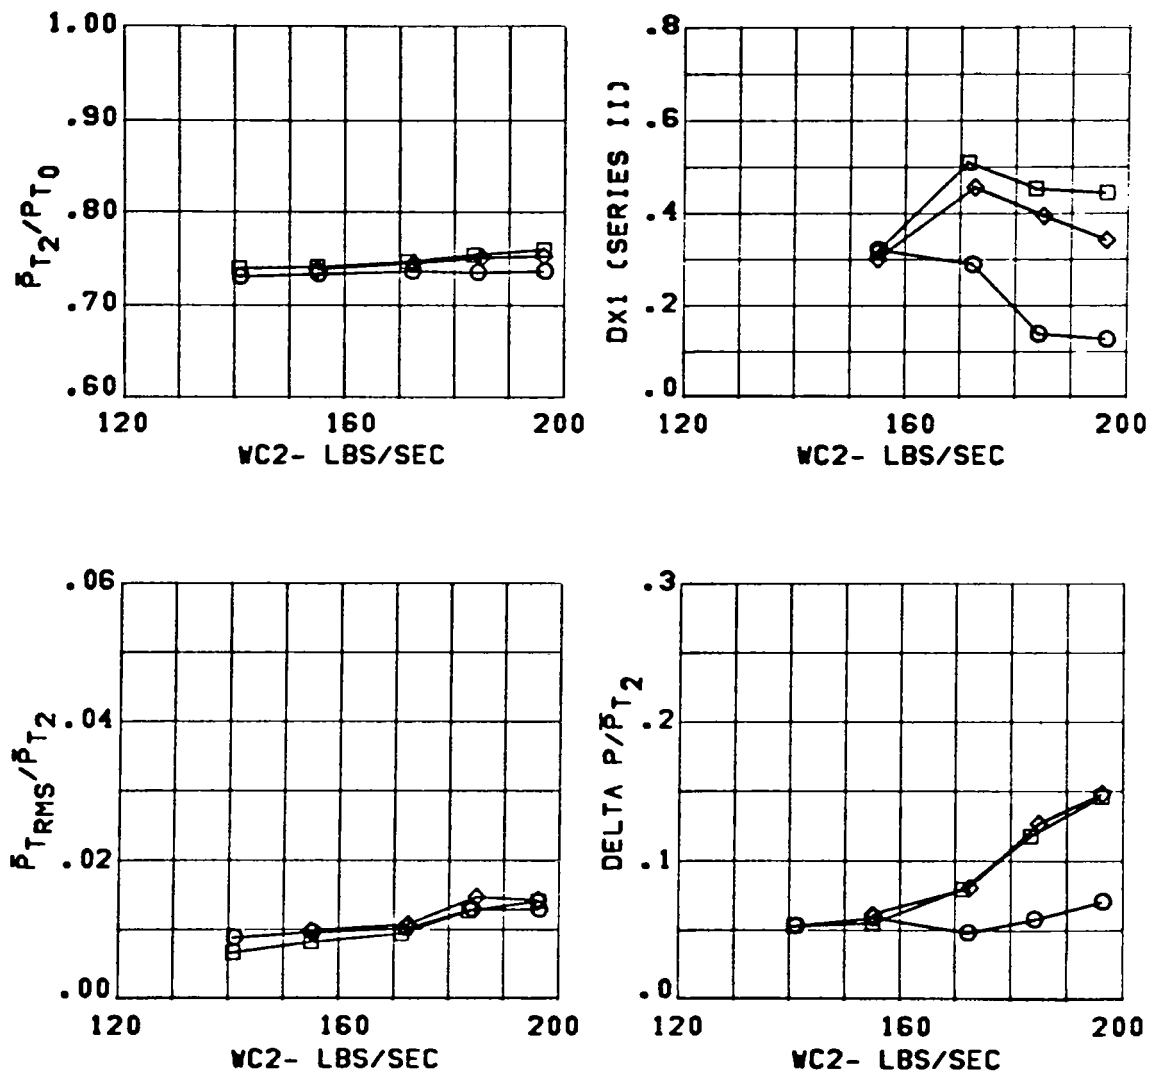 1.00
.90
.80
.70
.60
P̄T2/PT0
120 160 200
WC2- LBS/SEC
.8
.6
.4
.2
.0
DX1 (SERIES II)
120 160 200
WC2- LBS/SEC
.06
.04
.02
.00
P̄TRMS/P̄T2
120 160 200
WC2- LBS/SEC
.3
.2
.1
.0
DELTA P/P̄T2
120 160 200
WC2- LBS/SEC